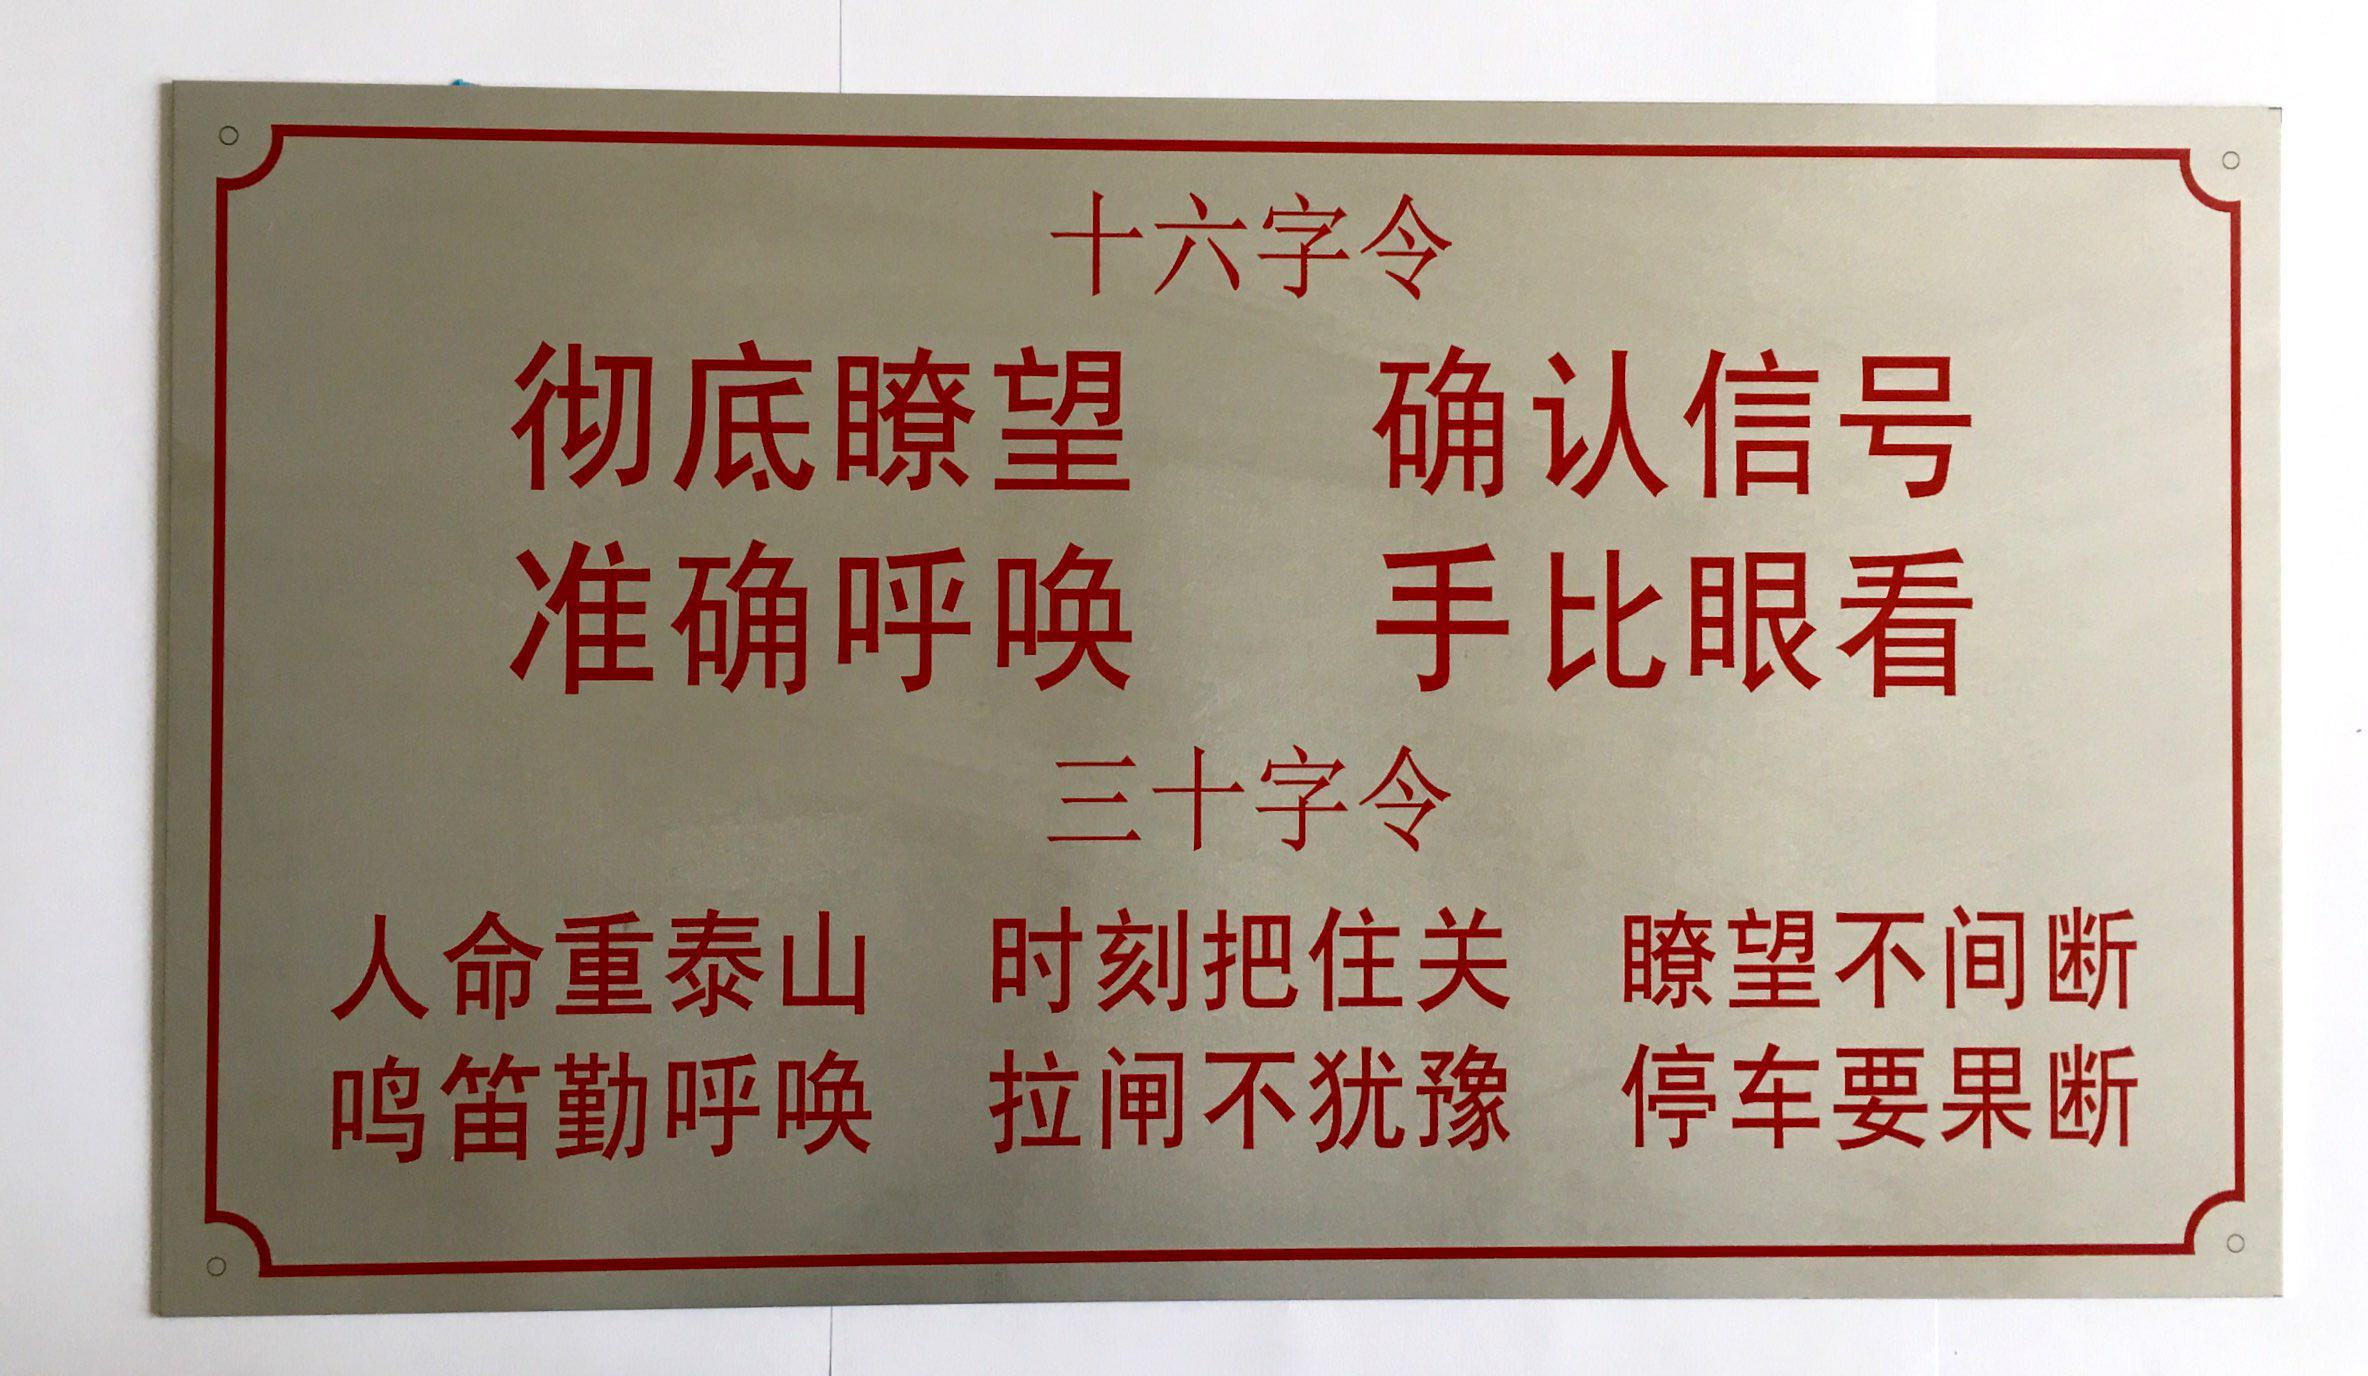 十六字令
彻底瞭望 确认信号
准确呼唤 手比眼看
三十字令
人命重泰山 时刻把住关 瞭望不间断
鸣笛勤呼唤 拉闸不犹豫 停车要果断